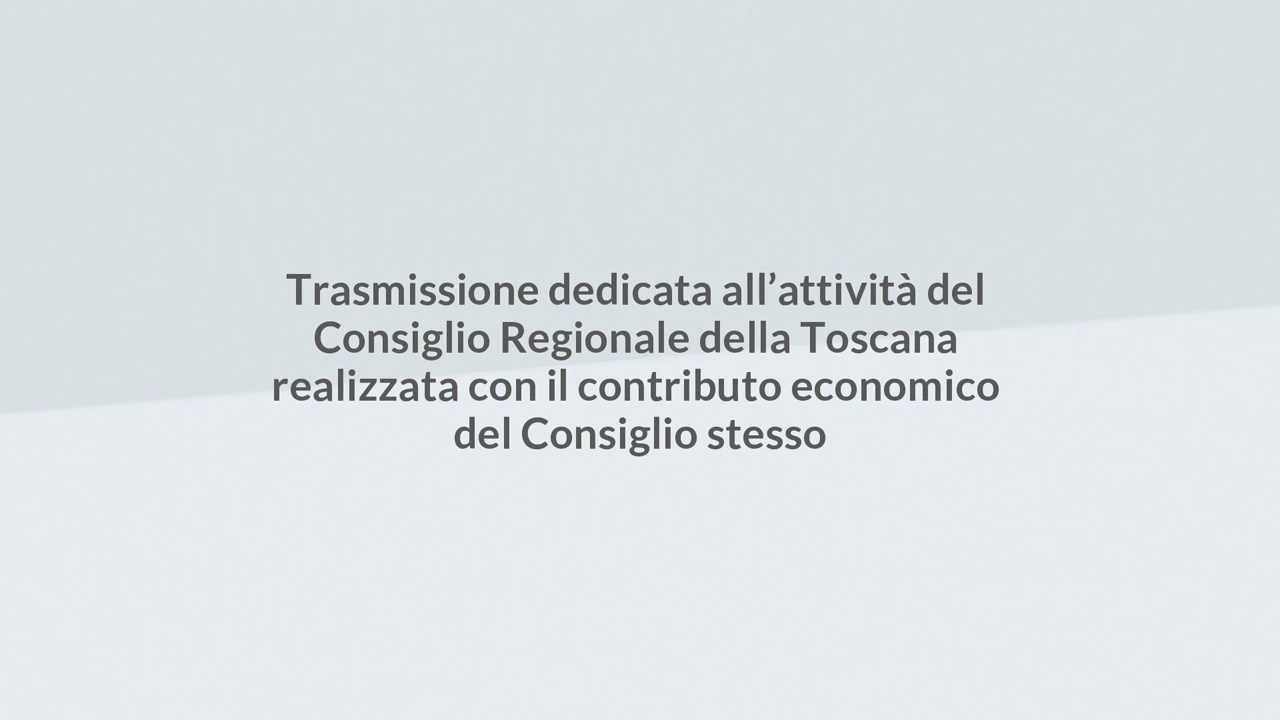 Trasmissione dedicata all’attività del
Consiglio Regionale della Toscana
realizzata con il contributo economico
del Consiglio stesso